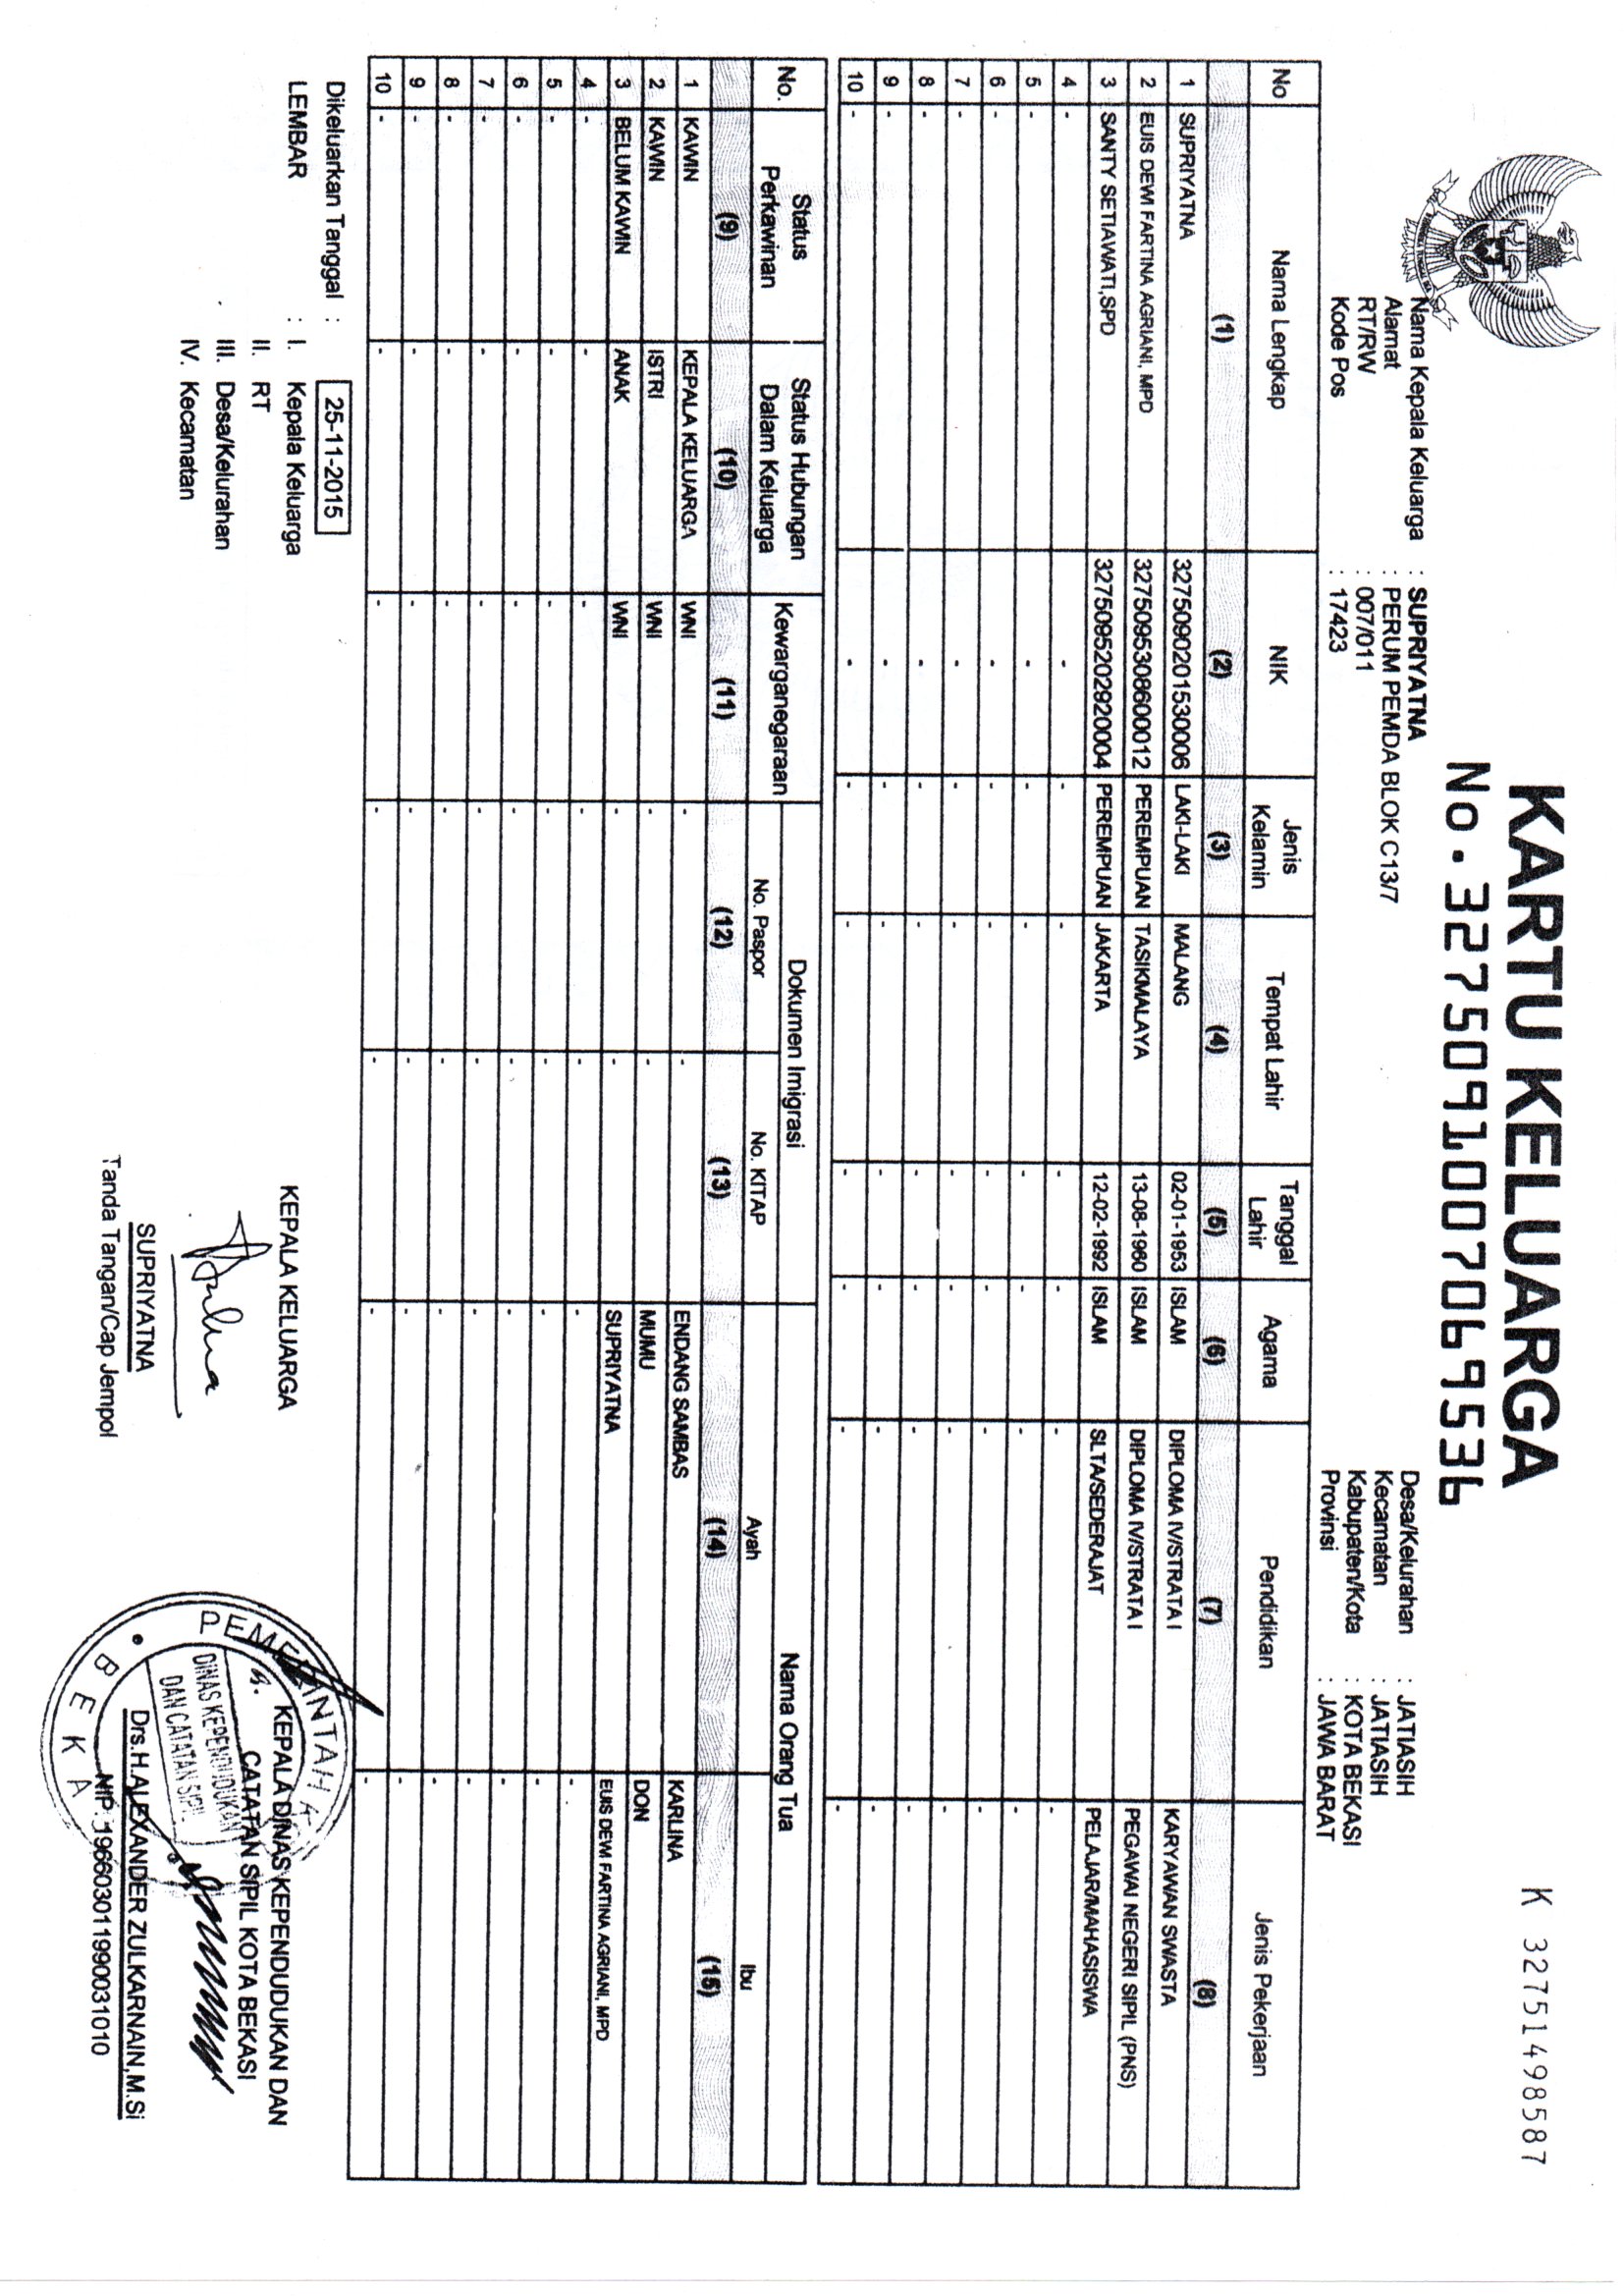 K 32751498587
KARTU KELUARGA
No. 3275091007069536
Nama Kepala Keluarga : SUPRIYATNA
Alamat : PERUM PEMDA BLOK C13/7
RT/RW : 007/011
Kode Pos : 17423
Desa/Kelurahan : JATIASIH
Kecamatan : JATIASIH
Kabupaten/Kota : KOTA BEKASI
Provinsi : JAWA BARAT
No Nama Lengkap NIK Jenis Kelamin Tempat Lahir Tanggal Lahir Agama Pendidikan Jenis Pekerjaan
(1) (2) (3) (4) (5) (6) (7) (8)
1 SUPRIYATNA 3275090201530006 LAKI-LAKI MALANG 02-01-1953 ISLAM DIPLOMA IV/STRATA I KARYAWAN SWASTA
2 EUIS DEWI FARTINA AGRIANI, MPD 3275095308600012 PEREMPUAN TASIKMALAYA 13-08-1960 ISLAM DIPLOMA IV/STRATA I PEGAWAI NEGERI SIPIL (PNS)
3 SANTY SETIAWATI,SPD 3275095202920004 PEREMPUAN JAKARTA 12-02-1992 ISLAM SLTA/SEDERAJAT PELAJAR/MAHASISWA
4 - - - - - - - -
5 - - - - - - - -
6 - - - - - - - -
7 - - - - - - - -
8 - - - - - - - -
9 - - - - - - - -
10 - - - - - - - -
No. Status Perkawinan Status Hubungan Dalam Keluarga Kewarganegaraan Dokumen Imigrasi Nama Orang Tua
No. Paspor No. KITAP Ayah Ibu
(9) (10) (11) (12) (13) (14) (15)
1 KAWIN KEPALA KELUARGA WNI - - ENDANG SAMBAS KARLINA
2 KAWIN ISTRI WNI - - MUMU DON
3 BELUM KAWIN ANAK WNI - - SUPRIYATNA EUIS DEWI FARTINA AGRIANI, MPD
4 - - - - - - -
5 - - - - - - -
6 - - - - - - -
7 - - - - - - -
8 - - - - - - -
9 - - - - - - -
10 - - - - - - -
Dikeluarkan Tanggal : 25-11-2015
LEMBAR : I. Kepala Keluarga
II. RT
III. Desa/Kelurahan
IV. Kecamatan
KEPALA KELUARGA
SUPRIYATNA
Tanda Tangan/Cap Jempol
KEPALA DINAS KEPENDUDUKAN DAN
CATATAN SIPIL KOTA BEKASI
PEMERINTAH
DINAS KEPENDUDUKAN
DAN CATATAN SIPIL
BEKA
Drs.H.ALEXANDER ZULKARNAIN,M.Si
NIP. 196603011990031010